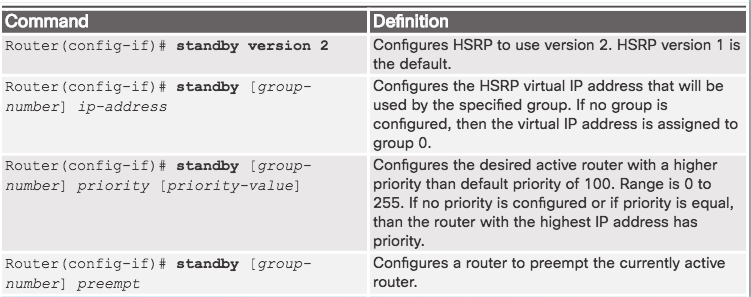 Command
Definition
Router(config-if)# standby version 2
Configures HSRP to use version 2. HSRP version 1 is
the default.
Router(config-if)# standby [group-
number] ip-address
Configures the HSRP virtual IP address that will be
used by the specified group. If no group is
configured, then the virtual IP address is assigned to
group 0.
Router(config-if)# standby [group-
number] priority [priority-value]
Configures the desired active router with a higher
priority than default priority of 100. Range is 0 to
255. If no priority is configured or if priority is equal,
than the router with the highest IP address has
priority.
Router(config-if)# standby [group-
number] preempt
Configures a router to preempt the currently active
router.